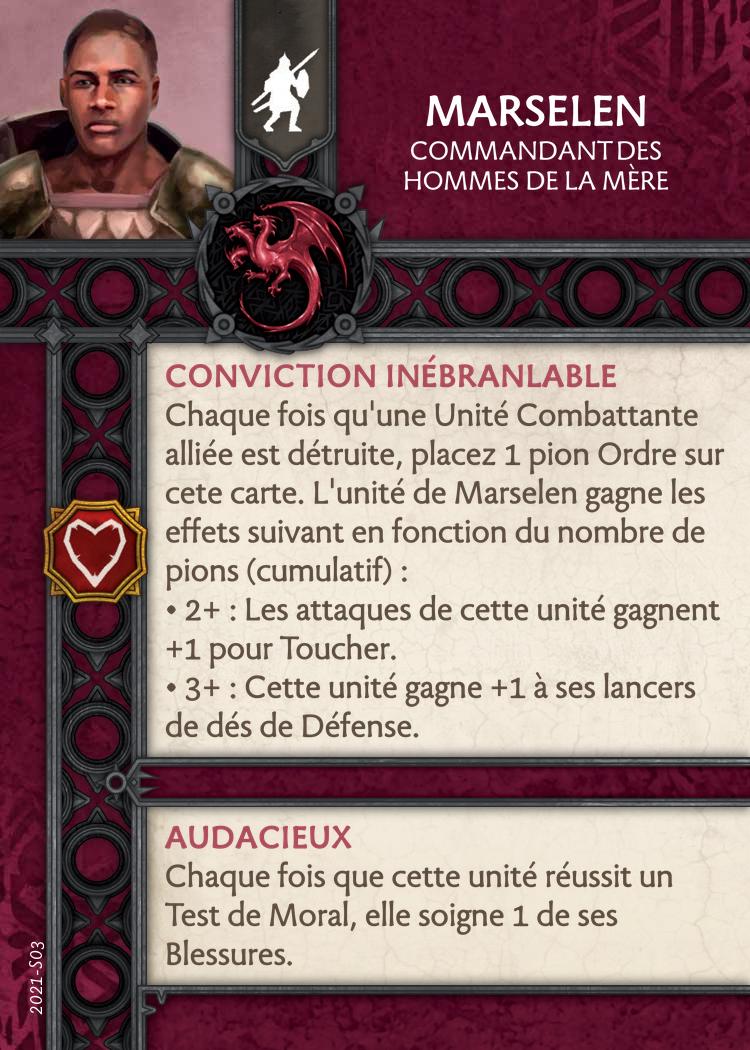 MARSELEN
COMMANDANT DES
HOMMES DE LA MÈRE
CONVICTION INÉBRANLABLE
Chaque fois qu'une Unité Combattante
alliée est détruite, placez 1 pion Ordre sur
cete carte. L'unité de Marselen gagne les
effets suivant en fonction du nombre de
pions (cumulatif) :
• 2+ : Les attaques de cette unité gagnent
+1 pour Toucher.
• 3+ : Cette unité gagne +1 à ses lancers
de dés de Défense.
AUDACIEUX
Chaque fois que cette unité réussit un
Test de Moral, elle soigne 1 de ses
Blessures.
2021-S03